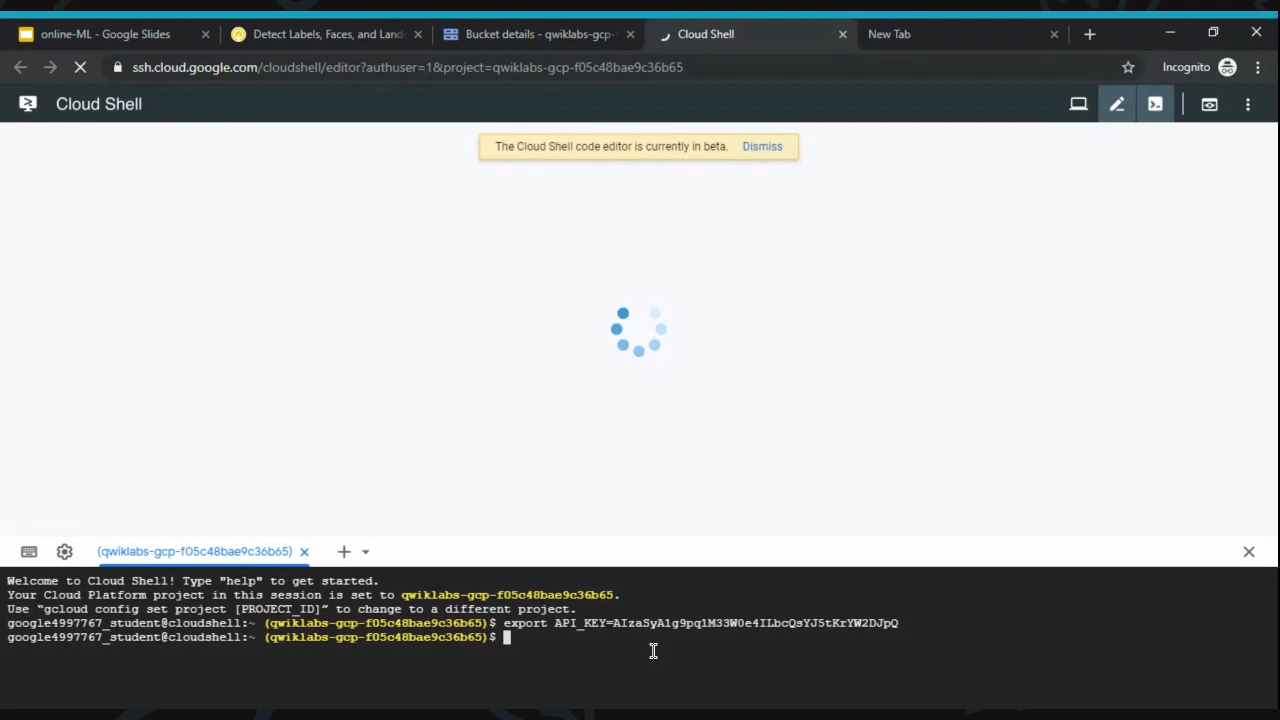 online-ML - Google Slides
Detect Labels, Faces, and Land
Bucket details - qwiklabs-gcp-
Cloud Shell
New Tab
ssh.cloud.google.com/cloudshell/editor?authuser=1&project=qwiklabs-gcp-f05c48bae9c36b65
Incognito
Cloud Shell
The Cloud Shell code editor is currently in beta. Dismiss
(qwiklabs-gcp-f05c48bae9c36b65)
Welcome to Cloud Shell! Type "help" to get started.
Your Cloud Platform project in this session is set to qwiklabs-gcp-f05c48bae9c36b65.
Use “gcloud config set project [PROJECT_ID]” to change to a different project.
google4997767_student@cloudshell:~ (qwiklabs-gcp-f05c48bae9c36b65)$ export API_KEY=AIzaSyA1g9pq1M33W0e4ILbcQsYJ5tKrYW2DJpQ
google4997767_student@cloudshell:~ (qwiklabs-gcp-f05c48bae9c36b65)$